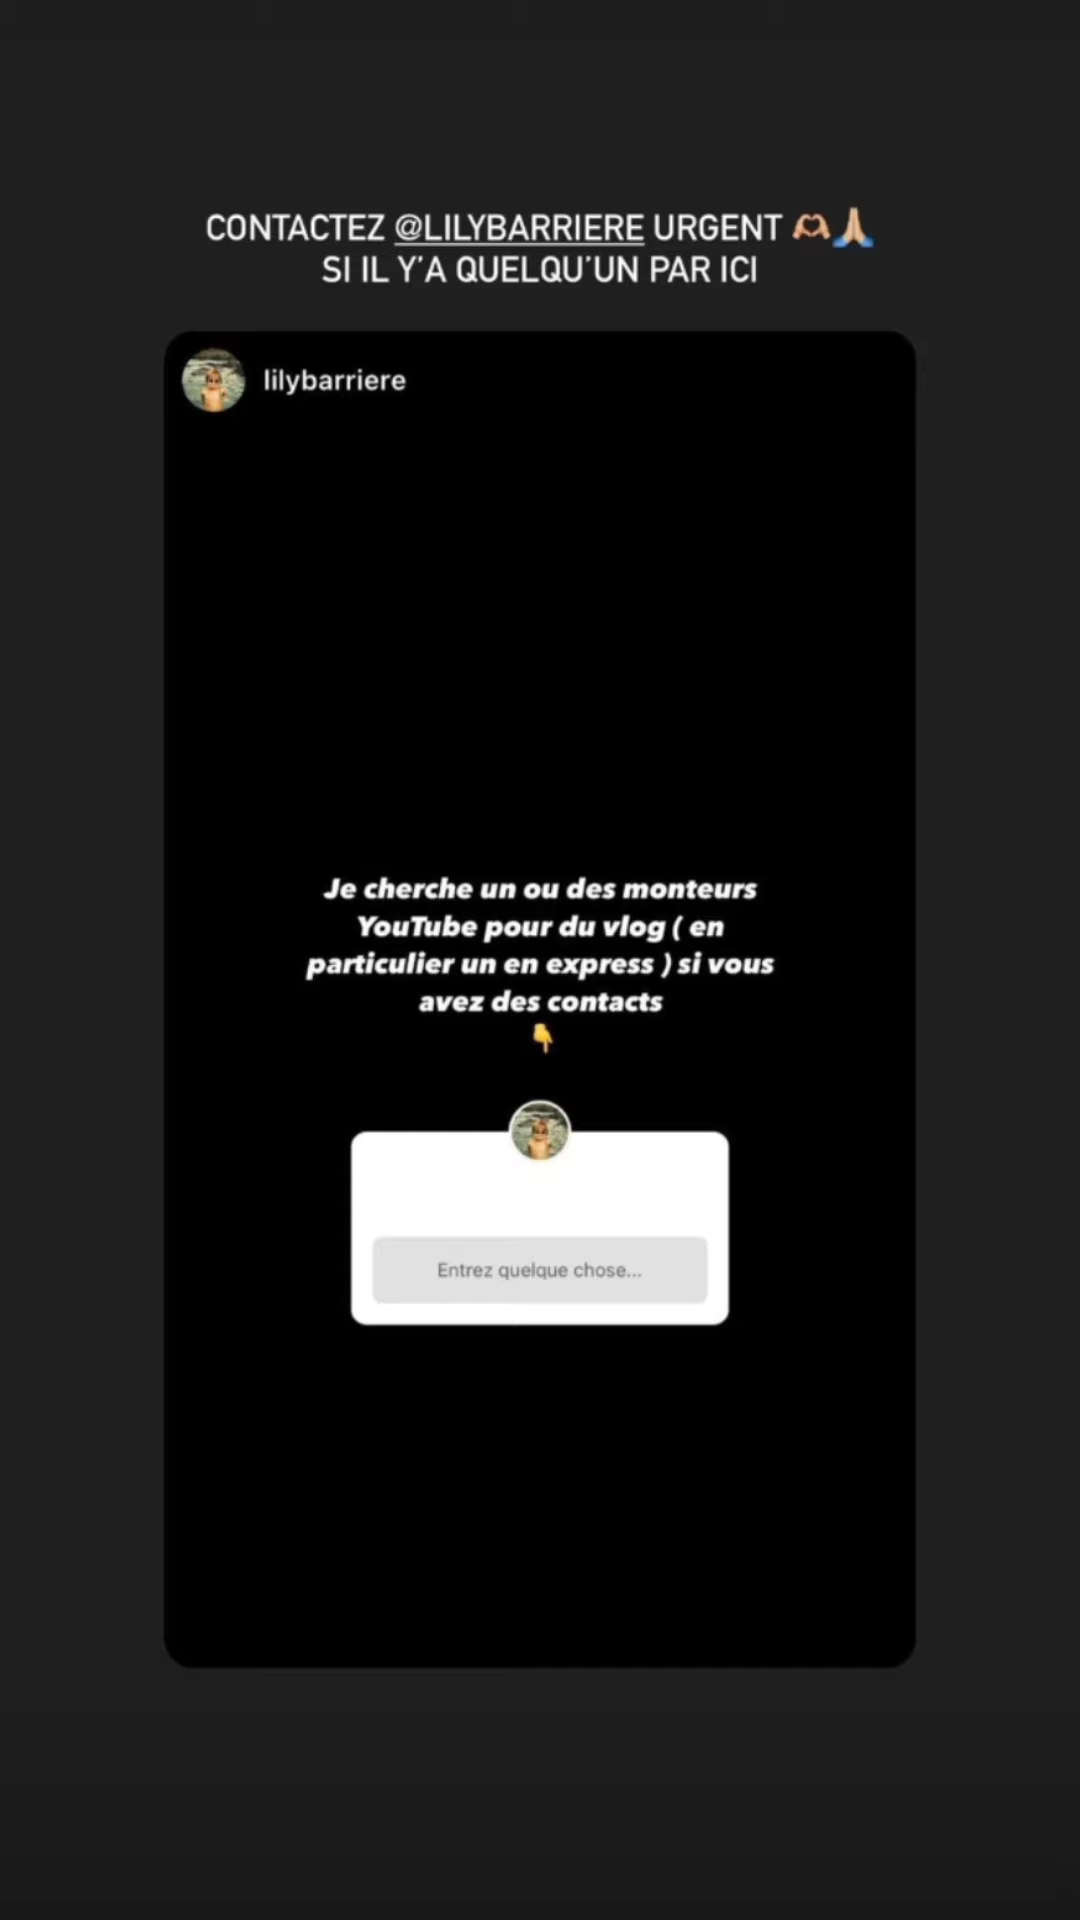 CONTACTEZ @LILYBARRIERE URGENT 🫶🏼🙏🏼
SI IL Y'A QUELQU'UN PAR ICI
lilybarriere
Je cherche un ou des monteurs
YouTube pour du vlog ( en
particulier un en express ) si vous
avez des contacts
👇
Entrez quelque chose...